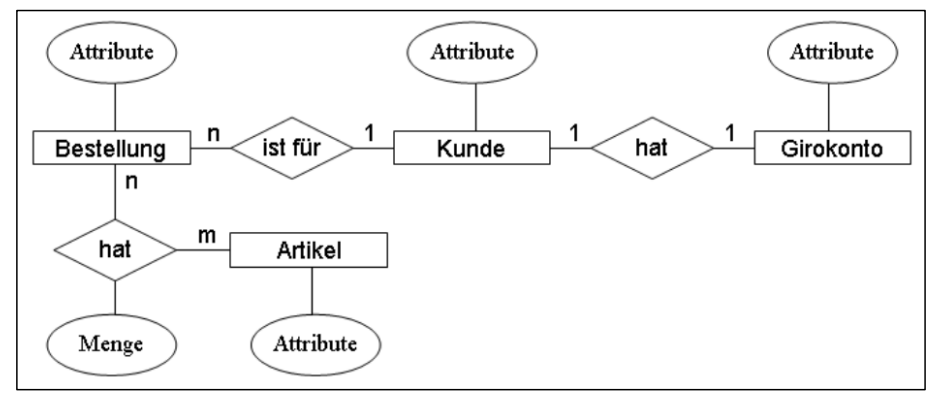 Attribute
Attribute
Attribute
Bestellung
n
ist für
1
Kunde
1
hat
1
Girokonto
n
hat
m
Artikel
Menge
Attribute